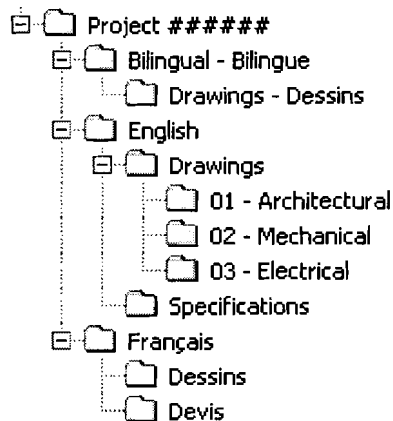 Project ######
Bilingual - Bilingue
Drawings - Dessins
English
Drawings
01 - Architectural
02 - Mechanical
03 - Electrical
Specifications
Français
Dessins
Devis